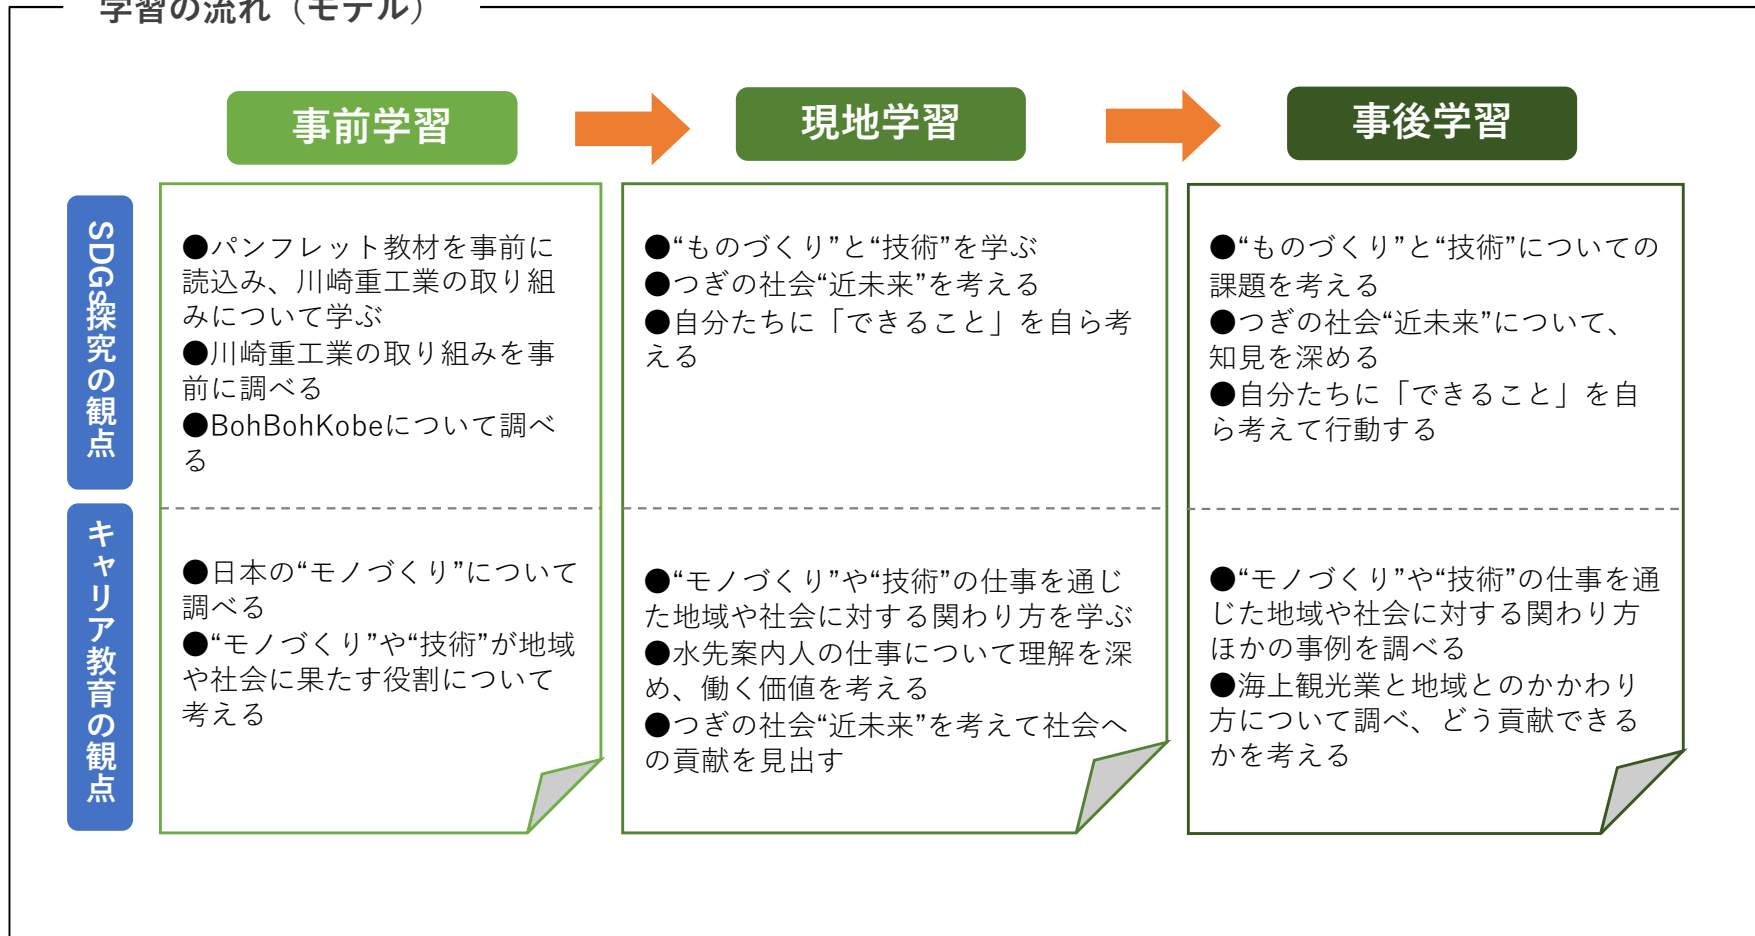 学習の流れ（モデル）
事前学習
現地学習
事後学習
SDGs探究の観点
●パンフレット教材を事前に
読込み、川崎重工業の取り組
みについて学ぶ
●川崎重工業の取り組みを事
前に調べる
●BohBohKobeについて調べ
る
●“ものづくり”と“技術”を学ぶ
●つぎの社会“近未来”を考える
●自分たちに「できること」を自ら考
える
●“ものづくり”と“技術”についての
課題を考える
●つぎの社会“近未来”について、
知見を深める
●自分たちに「できること」を自
ら考えて行動する
キャリア教育の観点
●日本の“モノづくり”について
調べる
●“モノづくり”や“技術”が地域
や社会に果たす役割について
考える
●“モノづくり”や“技術”の仕事を通じ
た地域や社会に対する関わり方を学ぶ
●水先案内人の仕事について理解を深
め、働く価値を考える
●つぎの社会“近未来”を考えて社会へ
の貢献を見出す
●“モノづくり”や“技術”の仕事を通
じた地域や社会に対する関わり方
ほかの事例を調べる
●海上観光業と地域とのかかわり
方について調べ、どう貢献できる
かを考える